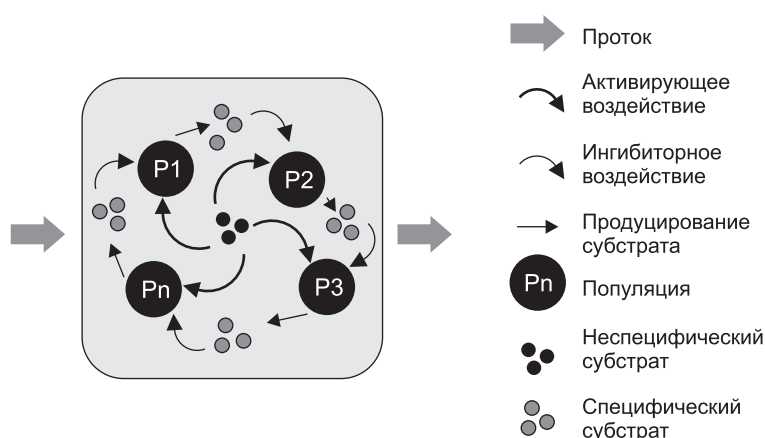 P1
P2
P3
Pn
Проток
Активирующее
воздействие
Ингибиторное
воздействие
Продуцирование
субстрата
Pn
Популяция
Неспецифический
субстрат
Специфический
субстрат